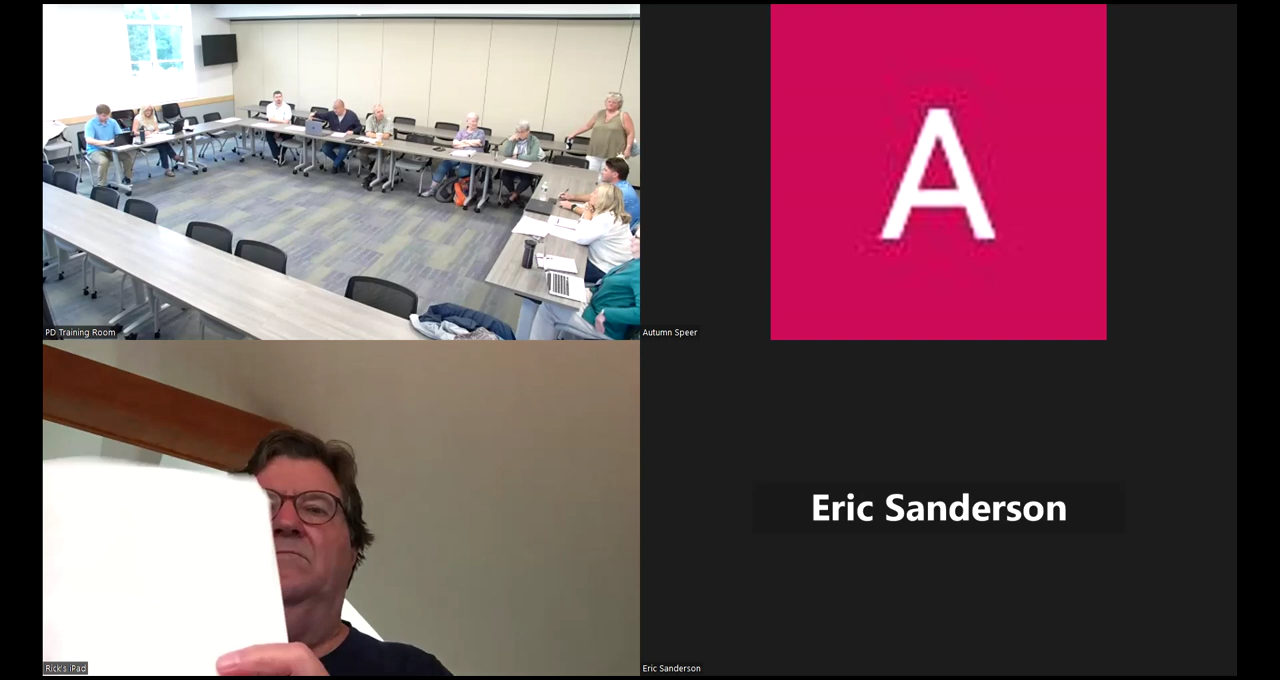 PD Training Room
A
Autumn Speer
Rick's iPad
Eric Sanderson
Eric Sanderson